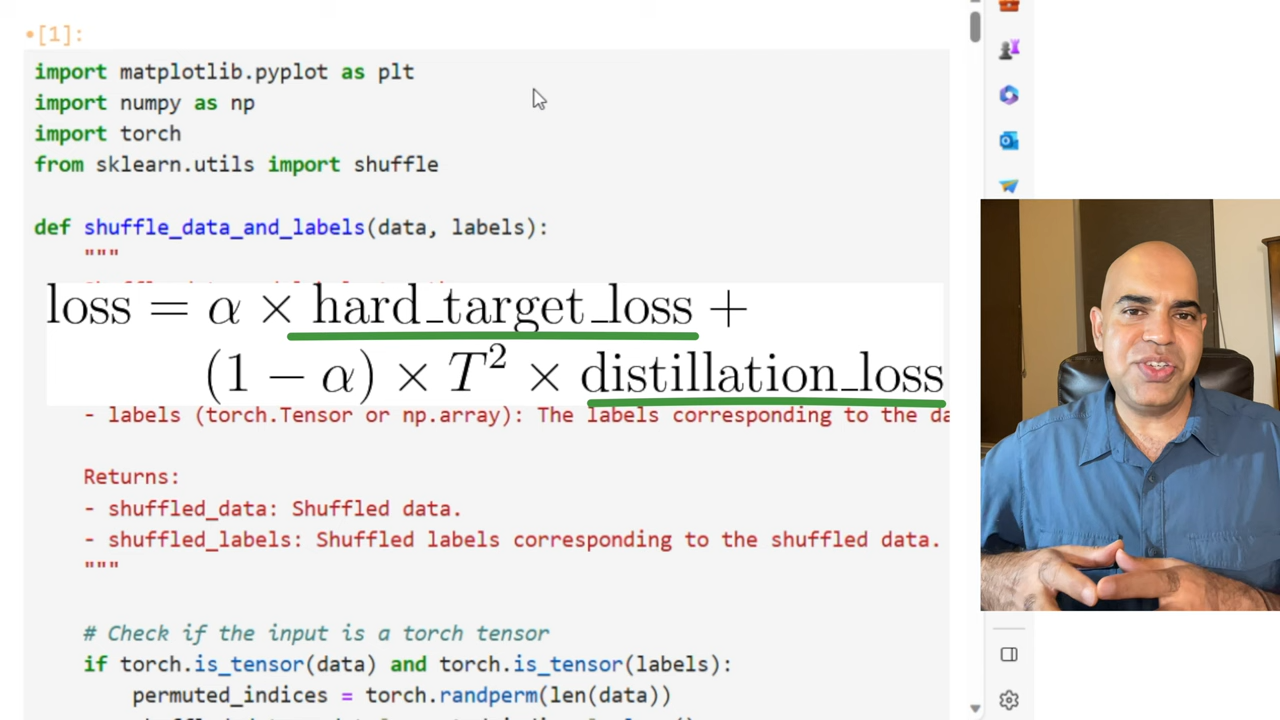 •[1]:
import matplotlib.pyplot as plt
import numpy as np
import torch
from sklearn.utils import shuffle
def shuffle_data_and_labels(data, labels):
"""
loss = α × hard_target_loss +
(1 − α) × T² × distillation_loss
- labels (torch.Tensor or np.array): The labels corresponding to the da
Returns:
- shuffled_data: Shuffled data.
- shuffled_labels: Shuffled labels corresponding to the shuffled data.
"""
# Check if the input is a torch tensor
if torch.is_tensor(data) and torch.is_tensor(labels):
permuted_indices = torch.randperm(len(data))